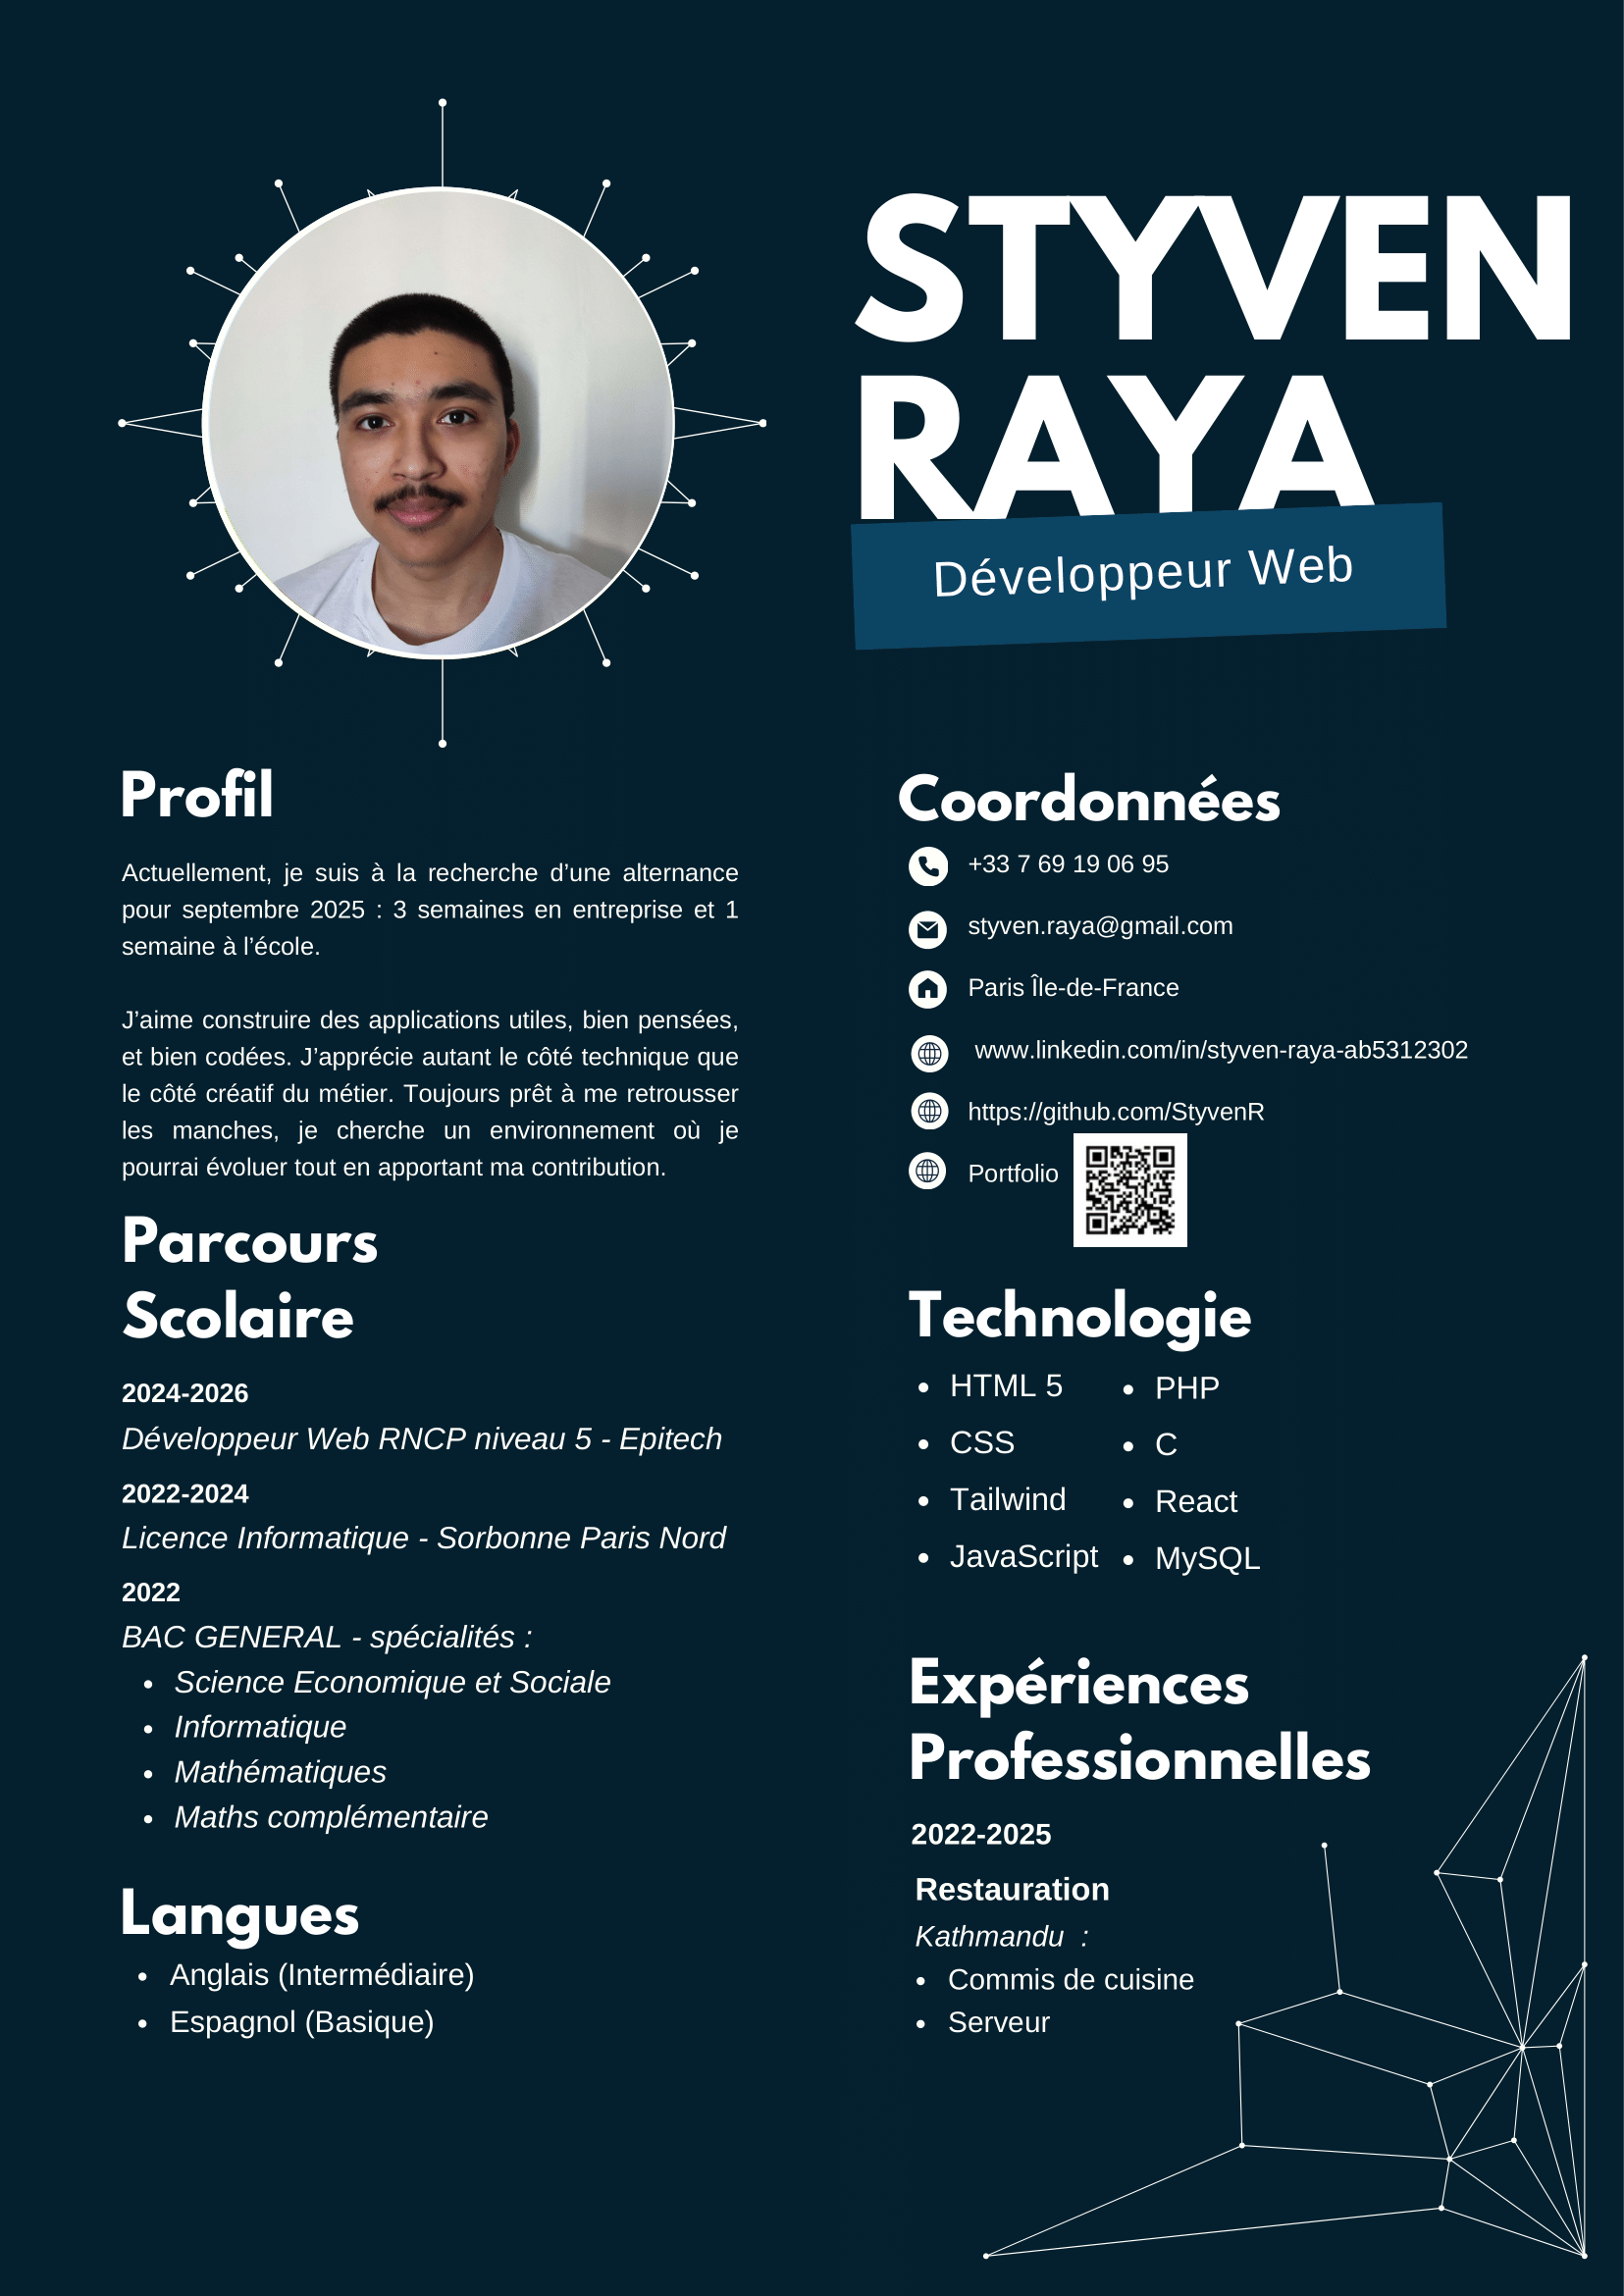 STYVEN
RAYA
Développeur Web
Profil
Actuellement, je suis à la recherche d’une alternance
pour septembre 2025 : 3 semaines en entreprise et 1
semaine à l’école.
J’aime construire des applications utiles, bien pensées,
et bien codées. J’apprécie autant le côté technique que
le côté créatif du métier. Toujours prêt à me retrousser
les manches, je cherche un environnement où je
pourrai évoluer tout en apportant ma contribution.
Parcours
Scolaire
2024-2026
Développeur Web RNCP niveau 5 - Epitech
2022-2024
Licence Informatique - Sorbonne Paris Nord
2022
BAC GENERAL - spécialités :
• Science Economique et Sociale
• Informatique
• Mathématiques
• Maths complémentaire
Langues
• Anglais (Intermédiaire)
• Espagnol (Basique)
Coordonnées
+33 7 69 19 06 95
styven.raya@gmail.com
Paris Île-de-France
www.linkedin.com/in/styven-raya-ab5312302
https://github.com/StyvenR
Portfolio
Technologie
• HTML 5
• CSS
• Tailwind
• JavaScript
• PHP
• C
• React
• MySQL
Expériences
Professionnelles
2022-2025
Restauration
Kathmandu :
• Commis de cuisine
• Serveur